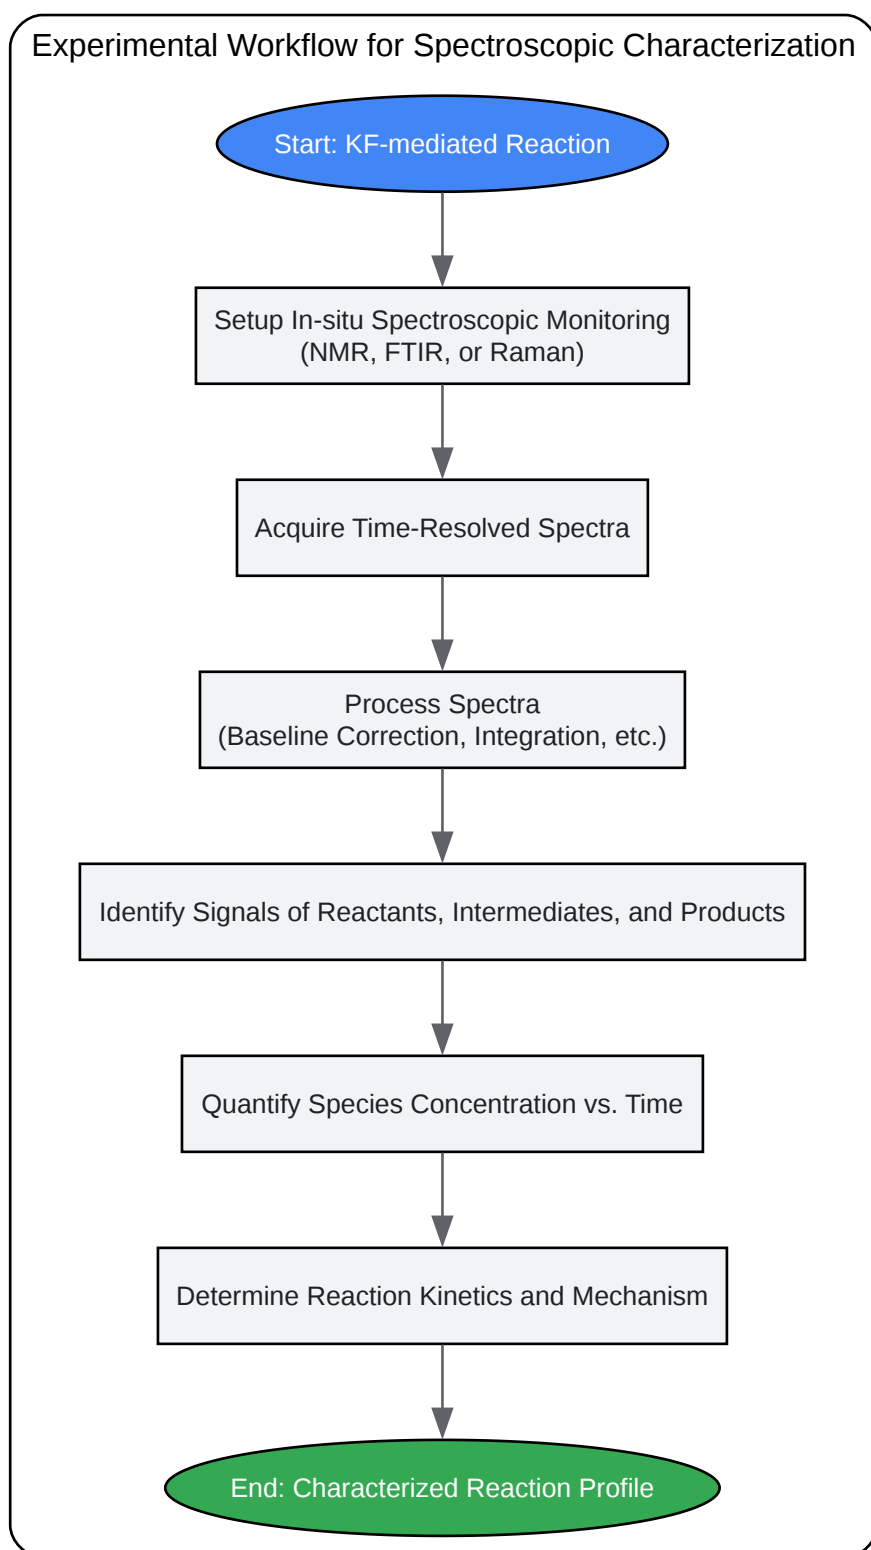 Experimental Workflow for Spectroscopic Characterization
Start: KF-mediated Reaction
Setup In-situ Spectroscopic Monitoring
(NMR, FTIR, or Raman)
Acquire Time-Resolved Spectra
Process Spectra
(Baseline Correction, Integration, etc.)
Identify Signals of Reactants, Intermediates, and Products
Quantify Species Concentration vs. Time
Determine Reaction Kinetics and Mechanism
End: Characterized Reaction Profile